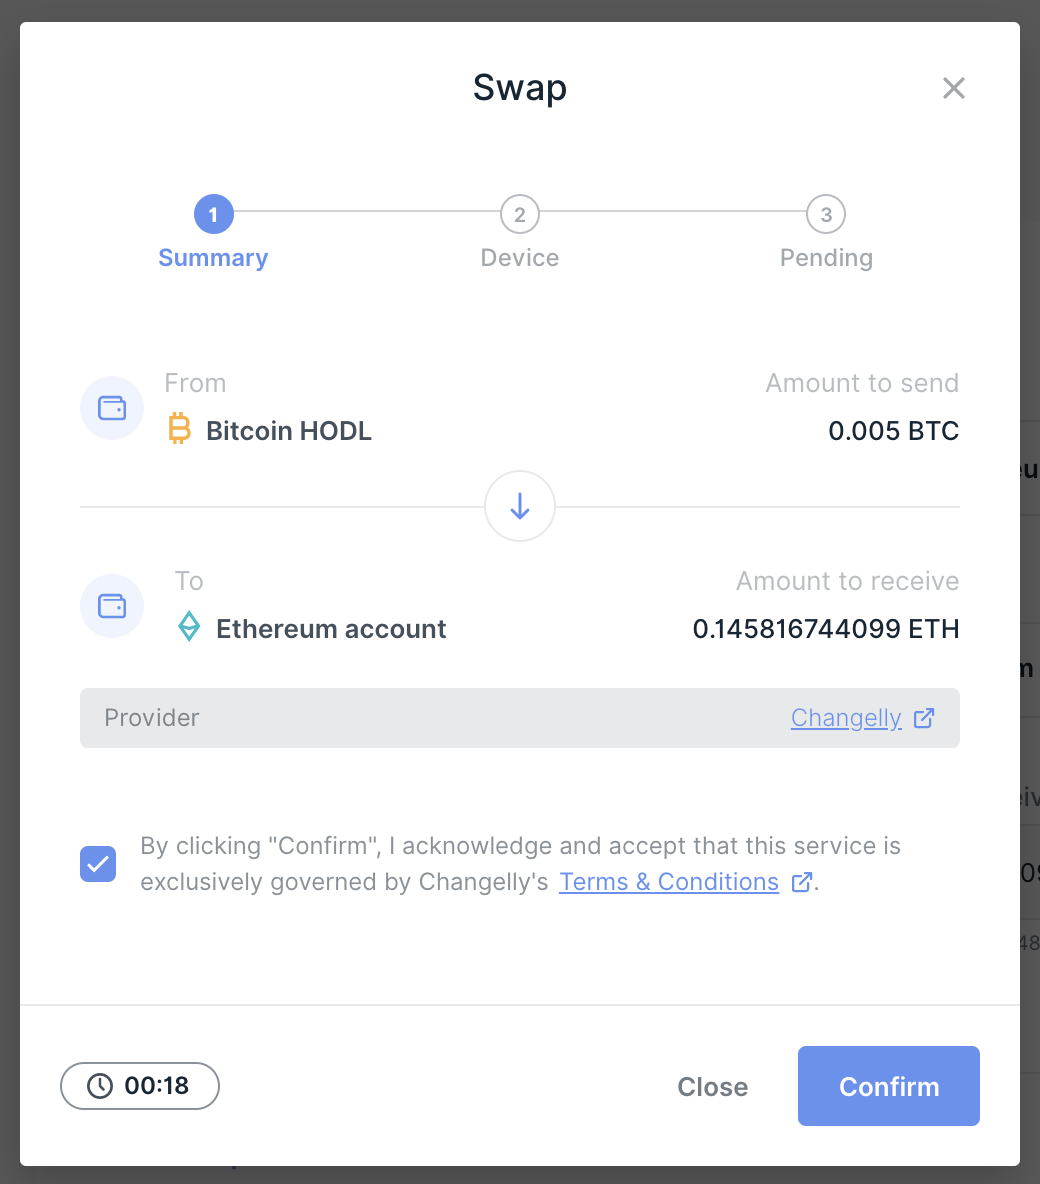 Swap
1
2
3
Summary
Device
Pending
From
Amount to send
Bitcoin HODL
0.005 BTC
To
Amount to receive
Ethereum account
0.145816744099 ETH
Provider
Changelly
By clicking "Confirm", I acknowledge and accept that this service is
exclusively governed by Changelly's Terms & Conditions .
00:18
Close
Confirm